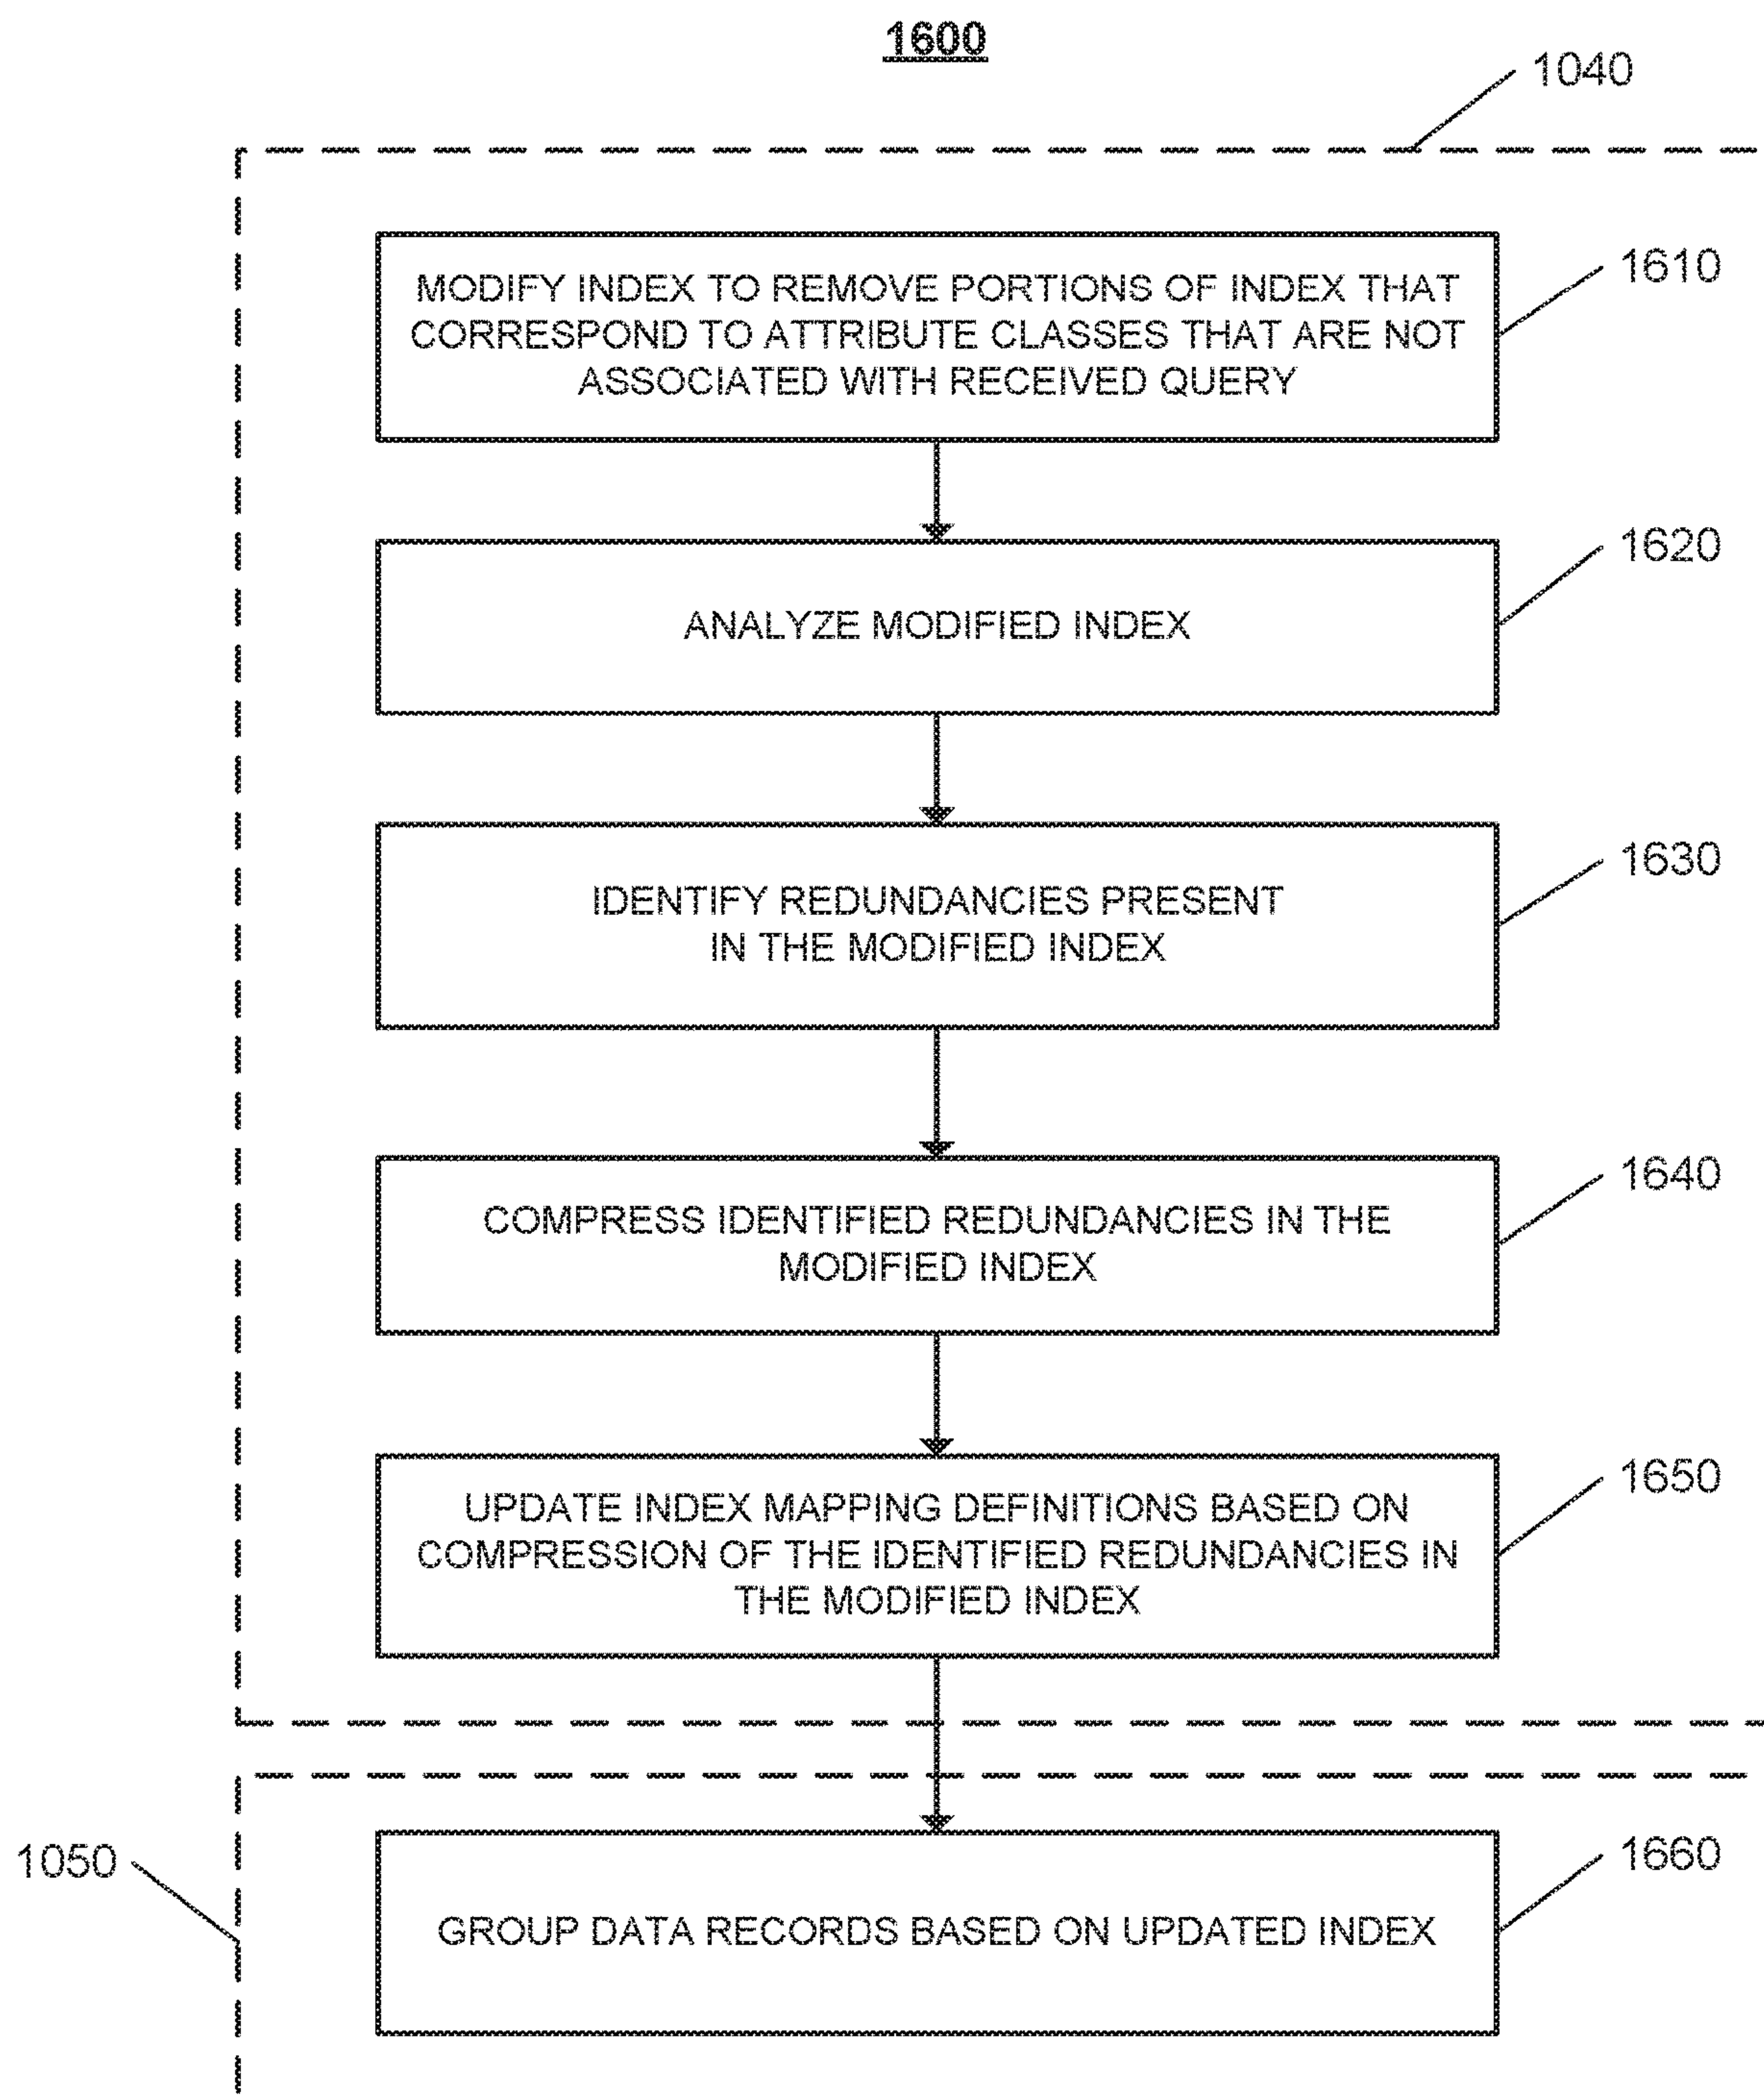 1600
1040
MODIFY INDEX TO REMOVE PORTIONS OF INDEX THAT
CORRESPOND TO ATTRIBUTE CLASSES THAT ARE NOT
ASSOCIATED WITH RECEIVED QUERY
1610
ANALYZE MODIFIED INDEX
1620
IDENTIFY REDUNDANCIES PRESENT
IN THE MODIFIED INDEX
1630
COMPRESS IDENTIFIED REDUNDANCIES IN THE
MODIFIED INDEX
1640
UPDATE INDEX MAPPING DEFINITIONS BASED ON
COMPRESSION OF THE IDENTIFIED REDUNDANCIES IN
THE MODIFIED INDEX
1650
1050
GROUP DATA RECORDS BASED ON UPDATED INDEX
1660